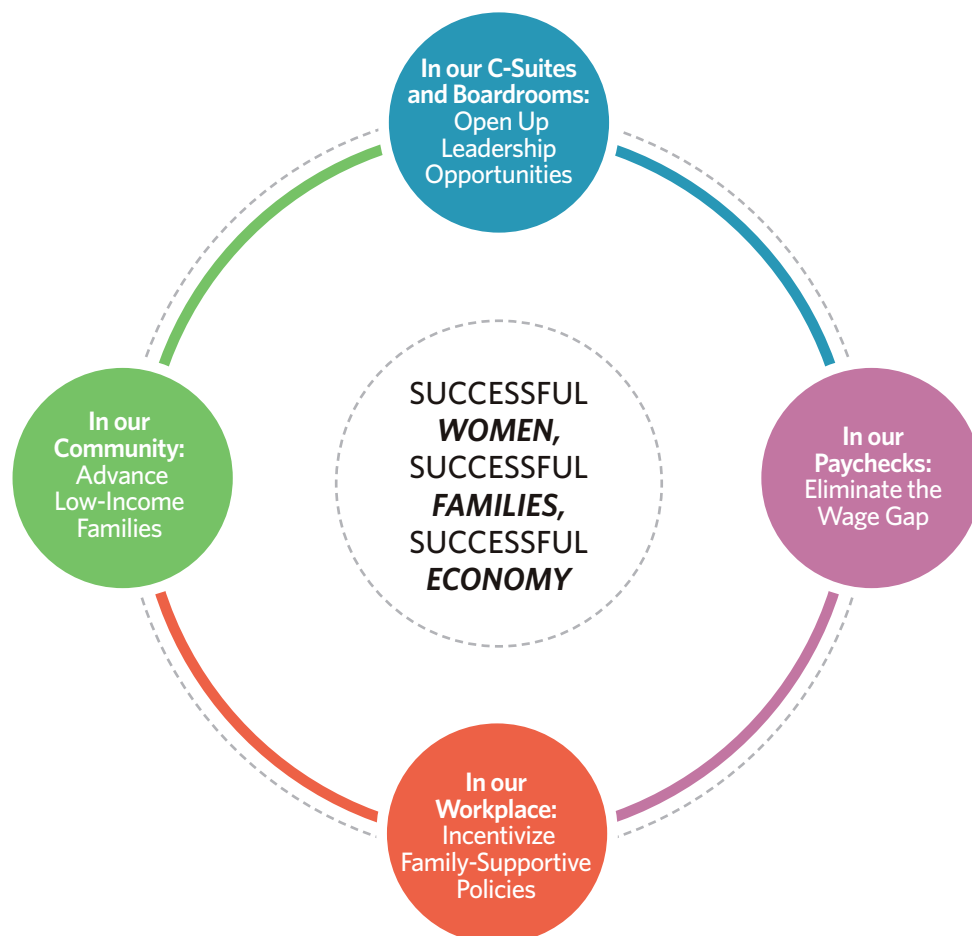 In our C-Suites
and Boardrooms:
Open Up
Leadership
Opportunities
In our
Community:
Advance
Low-Income
Families
SUCCESSFUL
WOMEN,
SUCCESSFUL
FAMILIES,
SUCCESSFUL
ECONOMY
In our
Paychecks:
Eliminate the
Wage Gap
In our
Workplace:
Incentivize
Family-Supportive
Policies